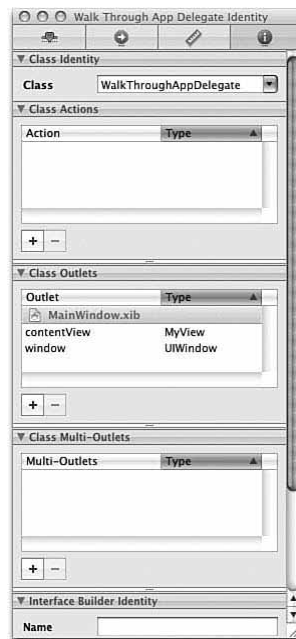 Walk Through App Delegate Identity
Class Identity
Class WalkThroughAppDelegate
Class Actions
Action Type
+ −
Class Outlets
Outlet Type
MainWindow.xib
contentView MyView
window UIWindow
+ −
Class Multi-Outlets
Multi-Outlets Type
+ −
Interface Builder Identity
Name